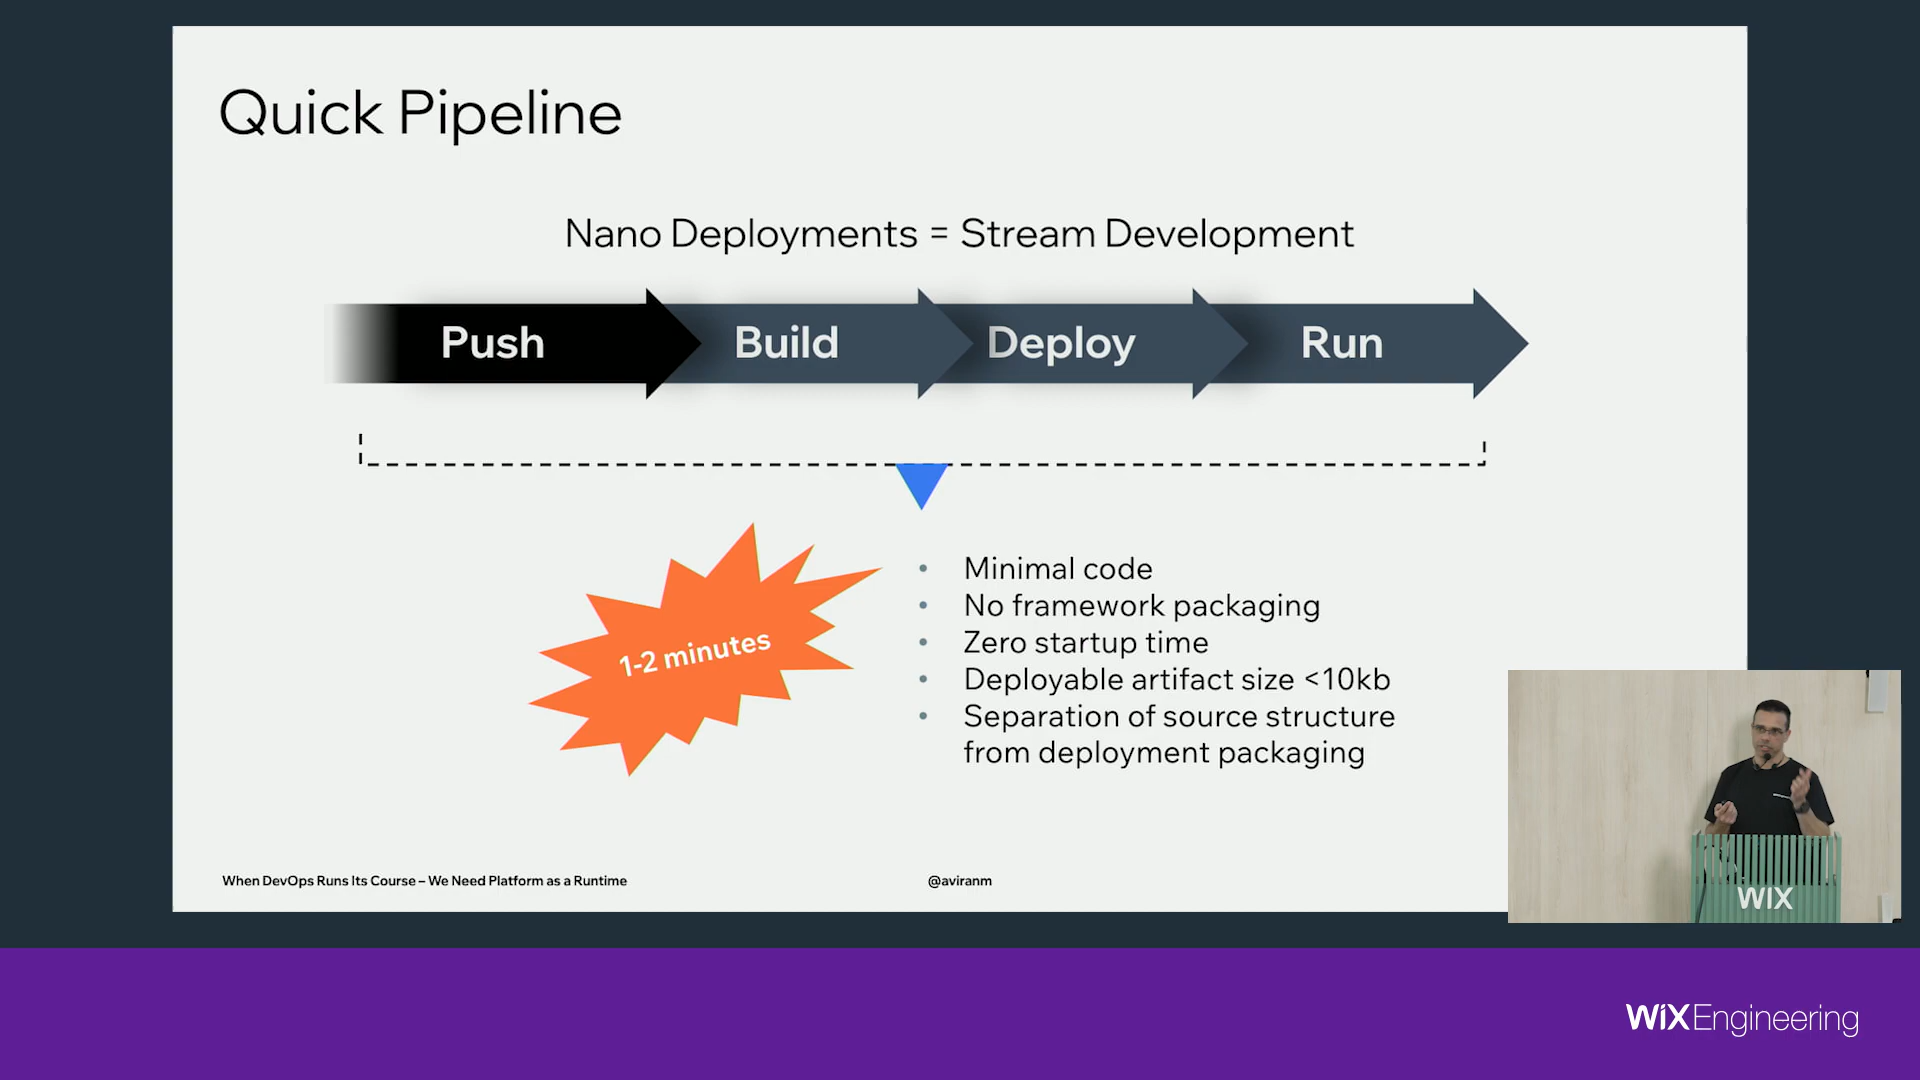 Quick Pipeline
Nano Deployments = Stream Development
Push Build Deploy Run
1-2 minutes
• Minimal code
• No framework packaging
• Zero startup time
• Deployable artifact size <10kb
• Separation of source structure
from deployment packaging
When DevOps Runs Its Course – We Need Platform as a Runtime
@aviranm
WIX
WiX Engineering